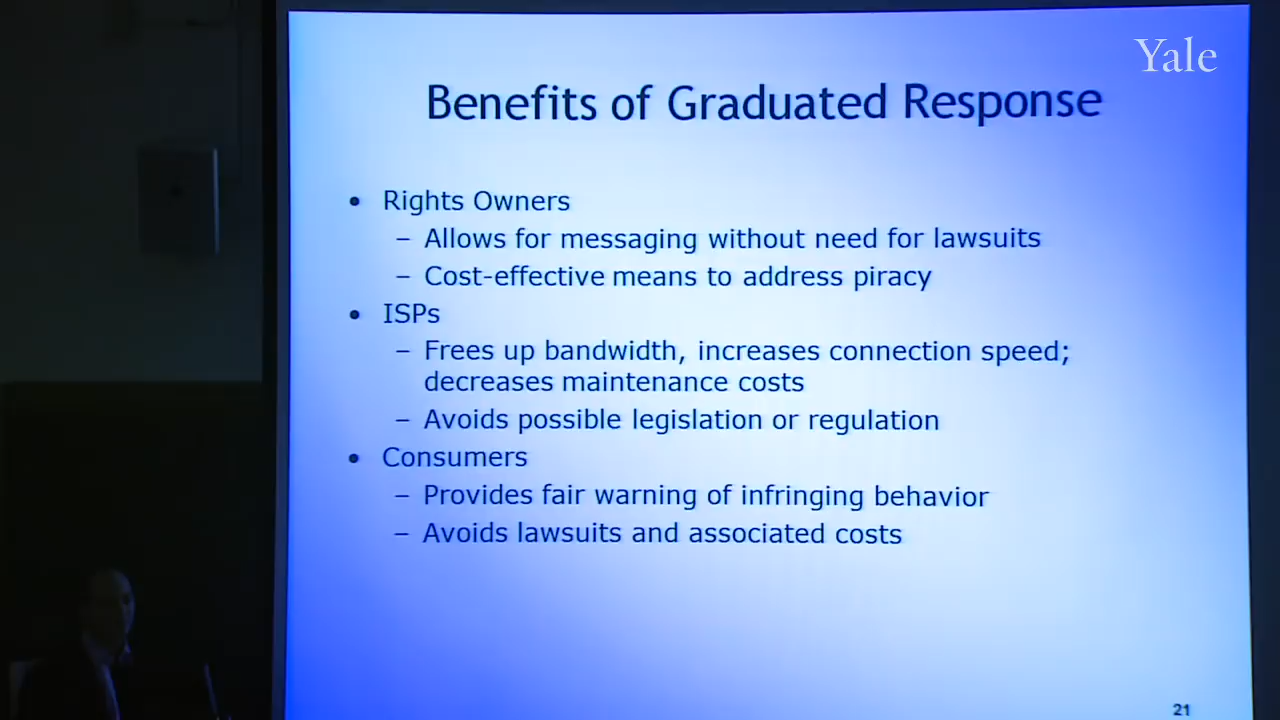 Yale
Benefits of Graduated Response
• Rights Owners
– Allows for messaging without need for lawsuits
– Cost-effective means to address piracy
• ISPs
– Frees up bandwidth, increases connection speed;
decreases maintenance costs
– Avoids possible legislation or regulation
• Consumers
– Provides fair warning of infringing behavior
– Avoids lawsuits and associated costs
21